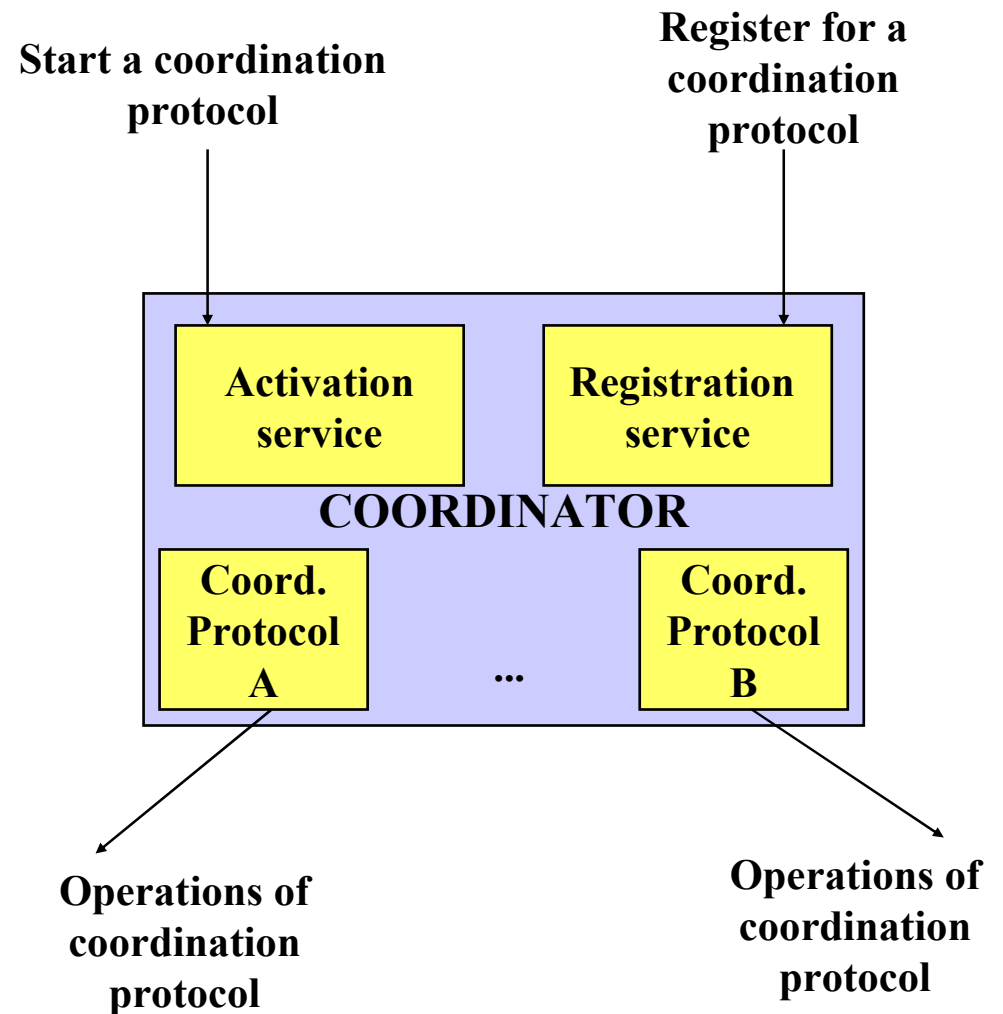 Start a coordination
protocol
Register for a
coordination
protocol
Activation
service
Registration
service
COORDINATOR
Coord.
Protocol
A
...
Coord.
Protocol
B
Operations of
coordination
protocol
Operations of
coordination
protocol